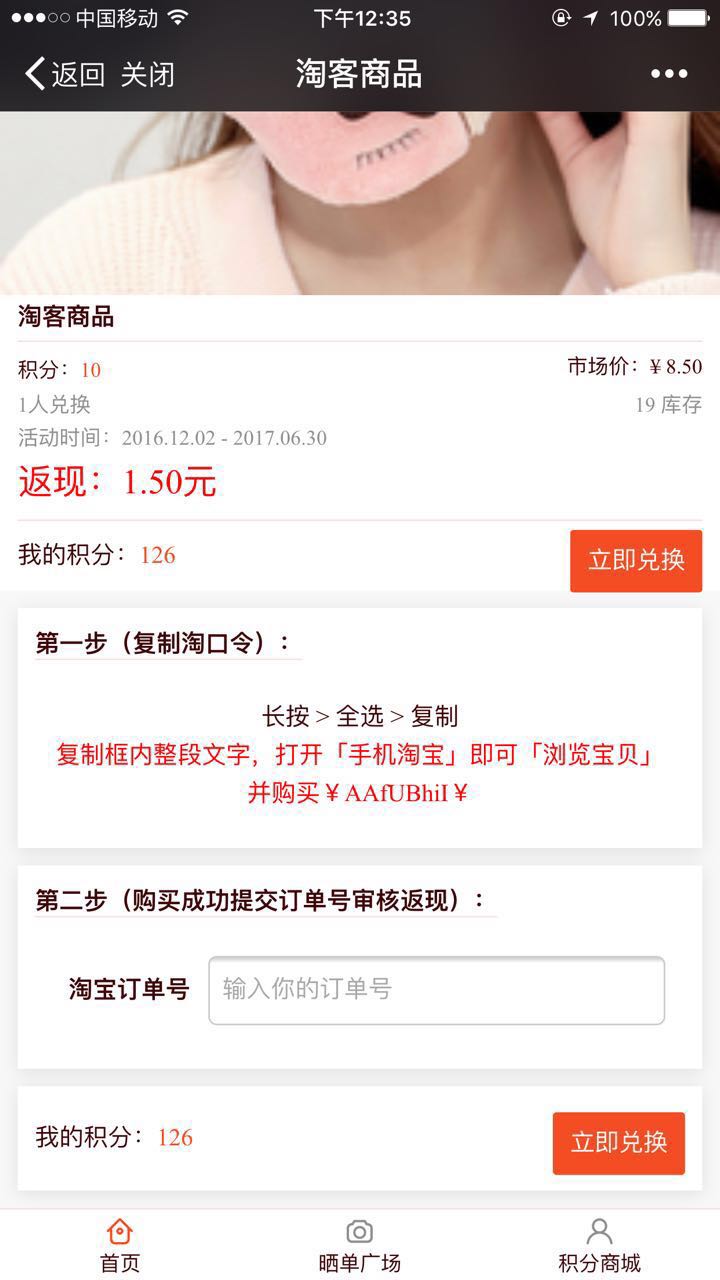 中国移动 下午12:35 100%
返回 关闭 淘客商品
淘客商品
积分：10 市场价：￥8.50
1人兑换 19 库存
活动时间：2016.12.02 - 2017.06.30
返现：1.50元
我的积分：126 立即兑换
第一步（复制淘口令）：
长按 > 全选 > 复制
复制框内整段文字，打开「手机淘宝」即可「浏览宝贝」
并购买￥AAfUBhiI￥
第二步（购买成功提交订单号审核返现）：
淘宝订单号 输入你的订单号
我的积分：126 立即兑换
首页 晒单广场 积分商城